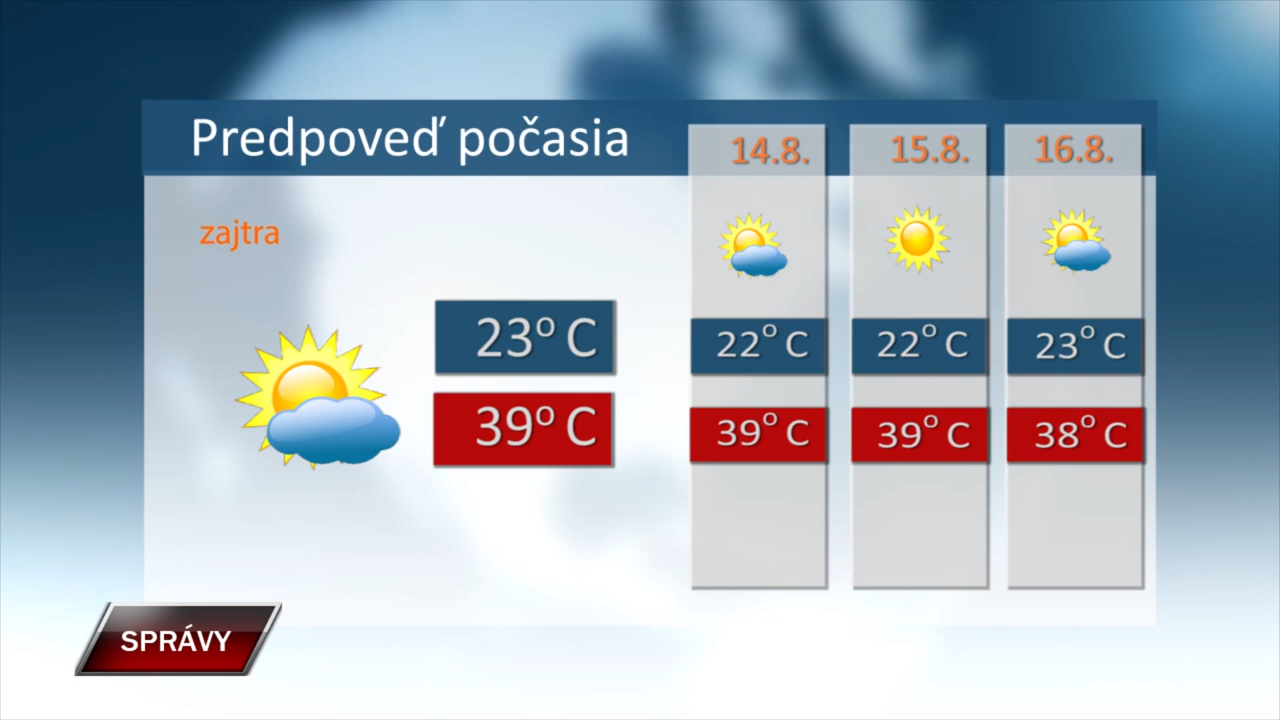 Predpoveď počasia
zajtra
23° C
39° C
14.8.
22° C
39° C
15.8.
22° C
39° C
16.8.
23° C
38° C
SPRÁVY